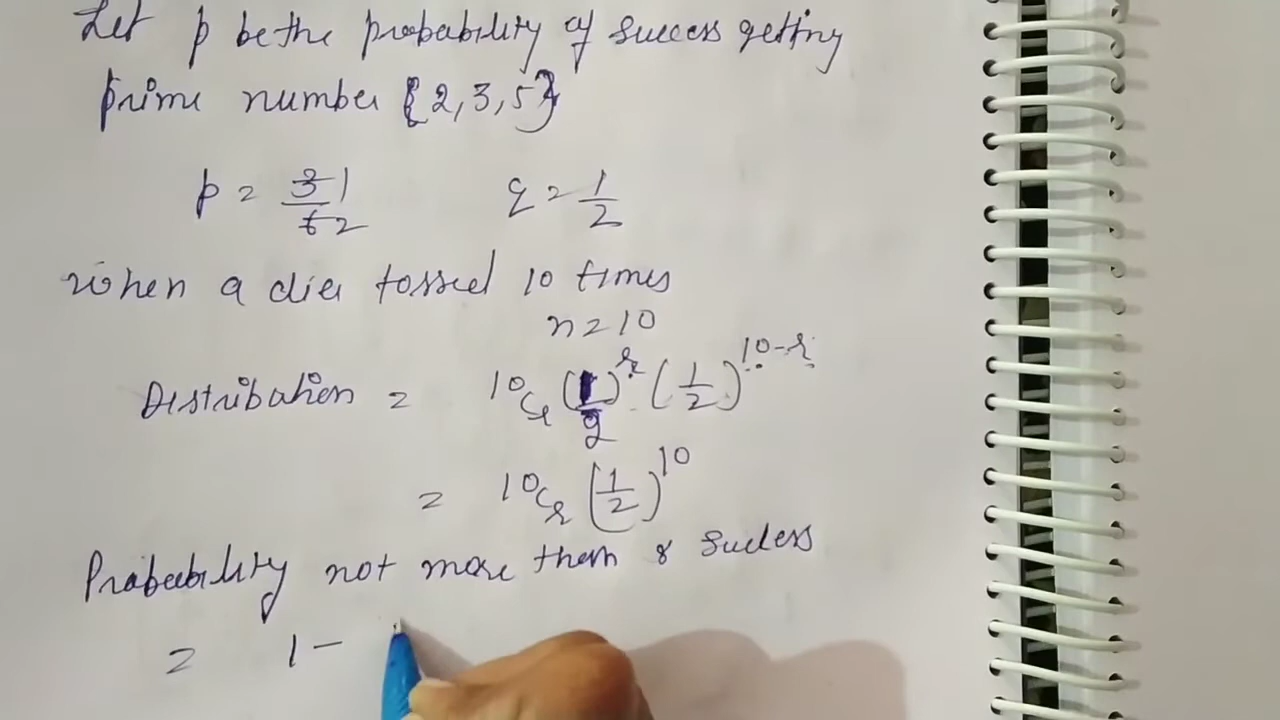 Let p be the probability of success getting
prime number {2,3,5}
p = 3/6 1/2 q = 1/2
when a dies tossed 10 times
n = 10
Distribution = 10Cr (1/2)^r (1/2)^10-r
= 10Cr (1/2)^10
Probability not more them 8 success
= 1 -